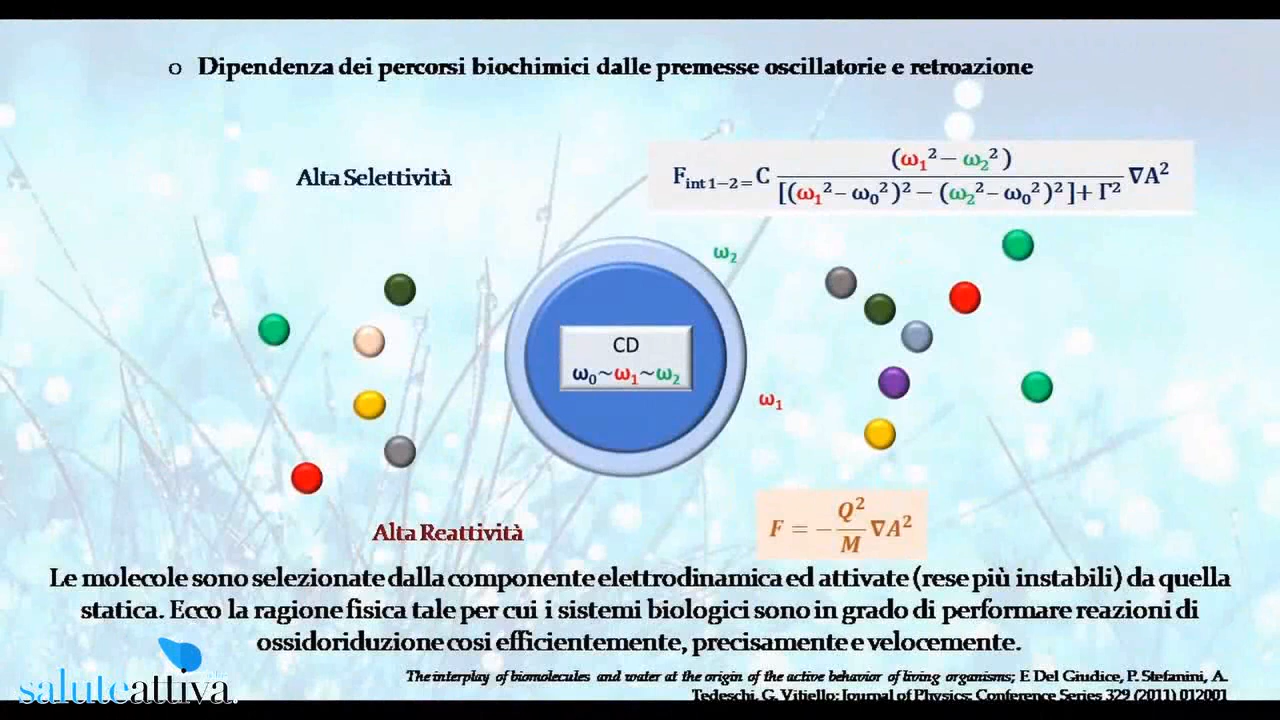 o Dipendenza dei percorsi biochimici dalle premesse oscillatorie e retroazione
Alta Selettività
F int 1−2 = C (ω₁² − ω₂²) / [(ω₁² − ω₀²)² − (ω₂² − ω₀²)²] + Γ² ∇A²
ω₂
CD
ω₀~ω₁~ω₂
ω₁
F = − Q²/M ∇A²
Alta Reattività
Le molecole sono selezionate dalla componente elettrodinamica ed attivate (rese più instabili) da quella
statica. Ecco la ragione fisica tale per cui i sistemi biologici sono in grado di performare reazioni di
ossidoriduzione cosi efficientemente, precisamente e velocemente.
The interplay of biomolecules and water at the origin of the active behavior of living organisms; E Del Giudice, P. Stefanini, A.
Tedeschi, G. Vitiello; Journal of Physics: Conference Series 329 (2011) 012001
saluteattiva.